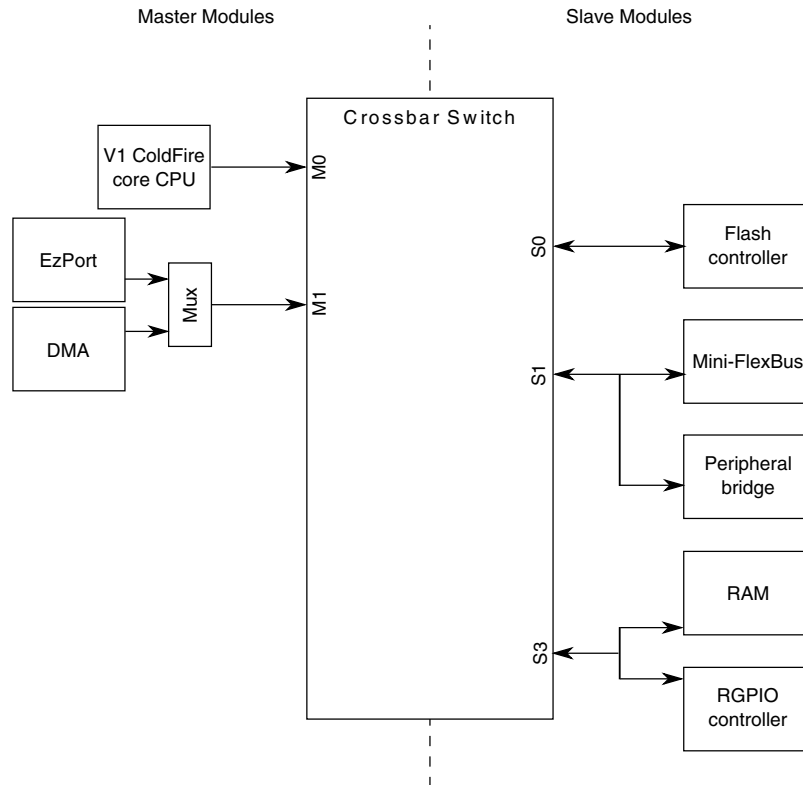 Master Modules
Slave Modules
Crossbar Switch
V1 ColdFire
core CPU
M0
EzPort
Mux
M1
DMA
S0
Flash
controller
S1
Mini-FlexBus
Peripheral
bridge
S3
RAM
RGPIO
controller